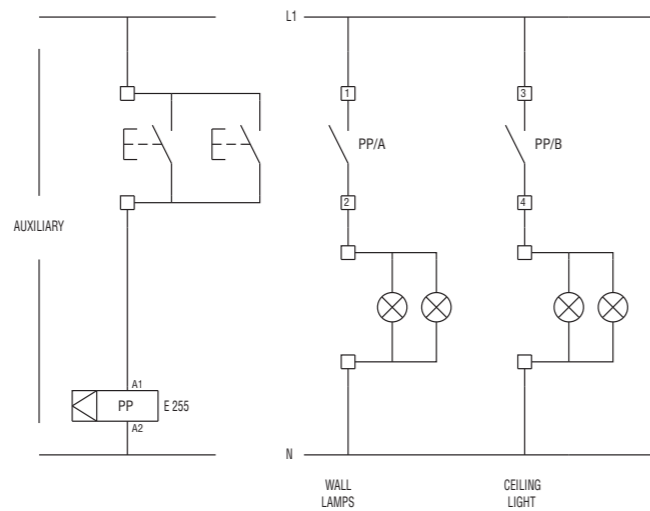 L1
1
3
PP/A
PP/B
2
4
AUXILIARY
A1
PP
E 255
A2
N
WALL
LAMPS
CEILING
LIGHT